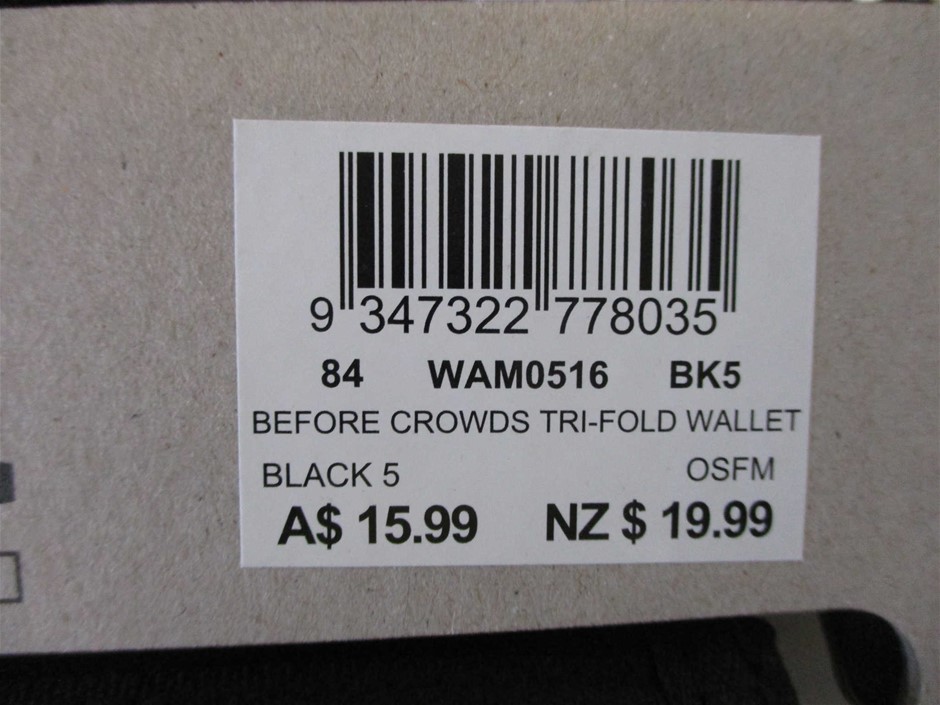 9 347322 778035
84 WAM0516 BK5
BEFORE CROWDS TRI-FOLD WALLET
BLACK 5 OSFM
A$ 15.99 NZ $ 19.99